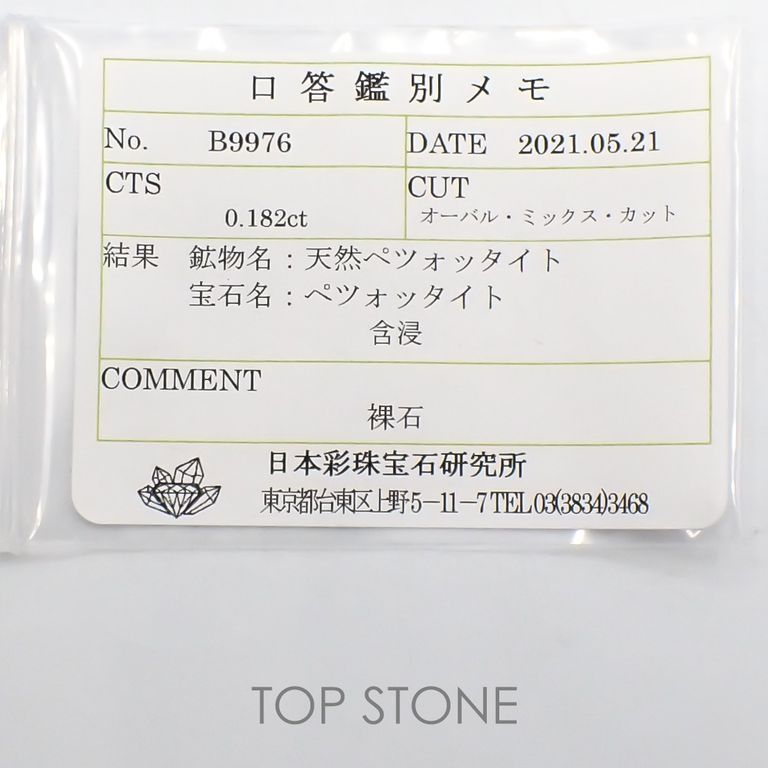 口答鑑別メモ
No. B9976
DATE 2021.05.21
CTS
0.182ct
CUT
オーバル・ミックス・カット
結果 鉱物名：天然ペツォッタイト
宝石名：ペツォッタイト
含浸
COMMENT
裸石
日本彩珠宝石研究所
東京都台東区上野5－11－7 TEL 03(3834)3468
TOP STONE